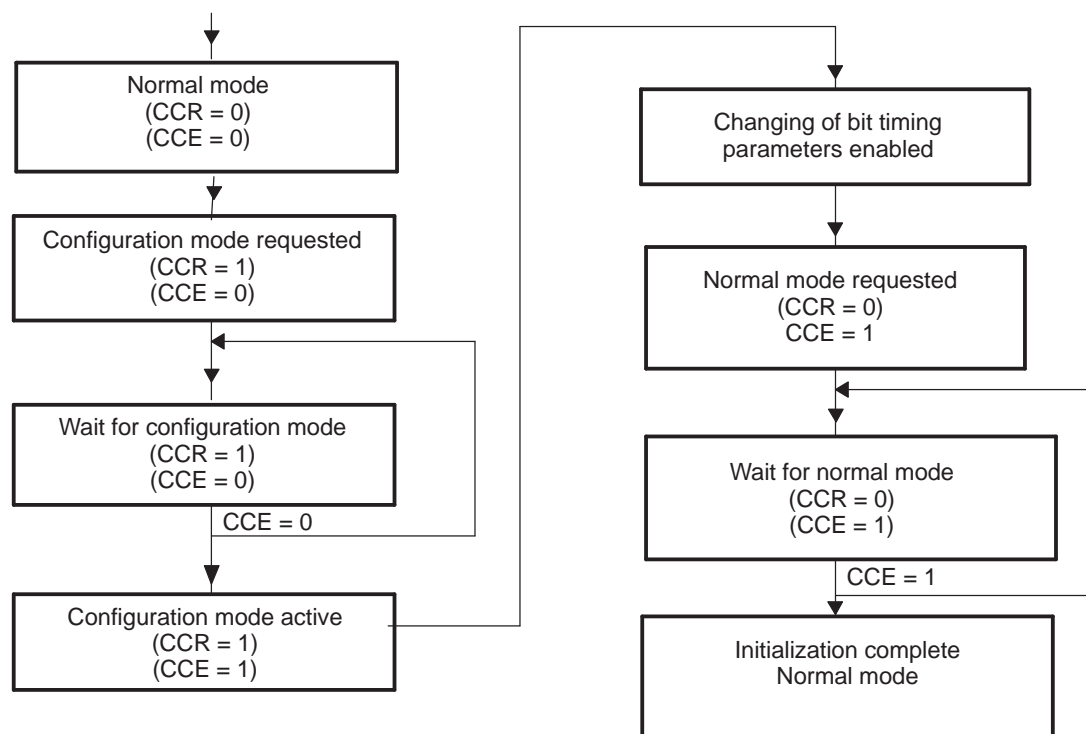 Normal mode
(CCR = 0)
(CCE = 0)
Configuration mode requested
(CCR = 1)
(CCE = 0)
Wait for configuration mode
(CCR = 1)
(CCE = 0)
CCE = 0
Configuration mode active
(CCR = 1)
(CCE = 1)
Changing of bit timing
parameters enabled
Normal mode requested
(CCR = 0)
CCE = 1
Wait for normal mode
(CCR = 0)
(CCE = 1)
CCE = 1
Initialization complete
Normal mode